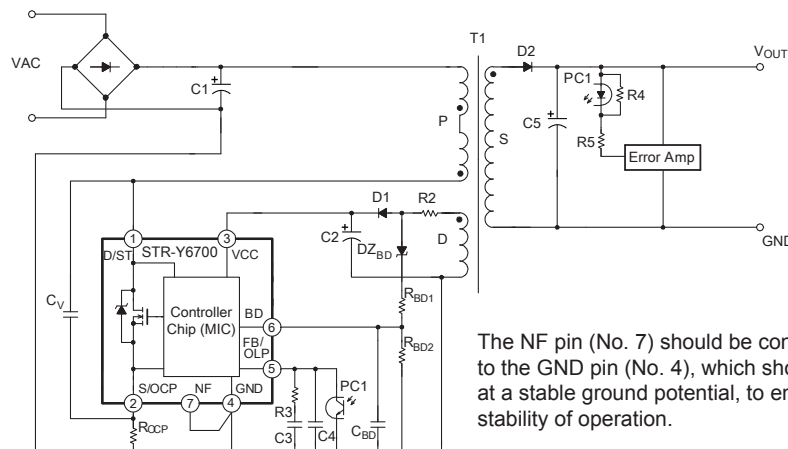 T1
D2
VOUT
VAC
C1
PC1
R4
P
S
C5
R5
Error Amp
D1
R2
GND
C2
DZBD
D
1
STR-Y6700
3
D/ST
VCC
CV
Controller
Chip (MIC)
BD
6
RBD1
FB/
OLP
RBD2
5
S/OCP
NF
GND
PC1
2
7
4
R3
ROCP
C3
C4
CBD
The NF pin (No. 7) should be
to the GND pin (No. 4), which
at a stable ground potential, to
stability of operation.